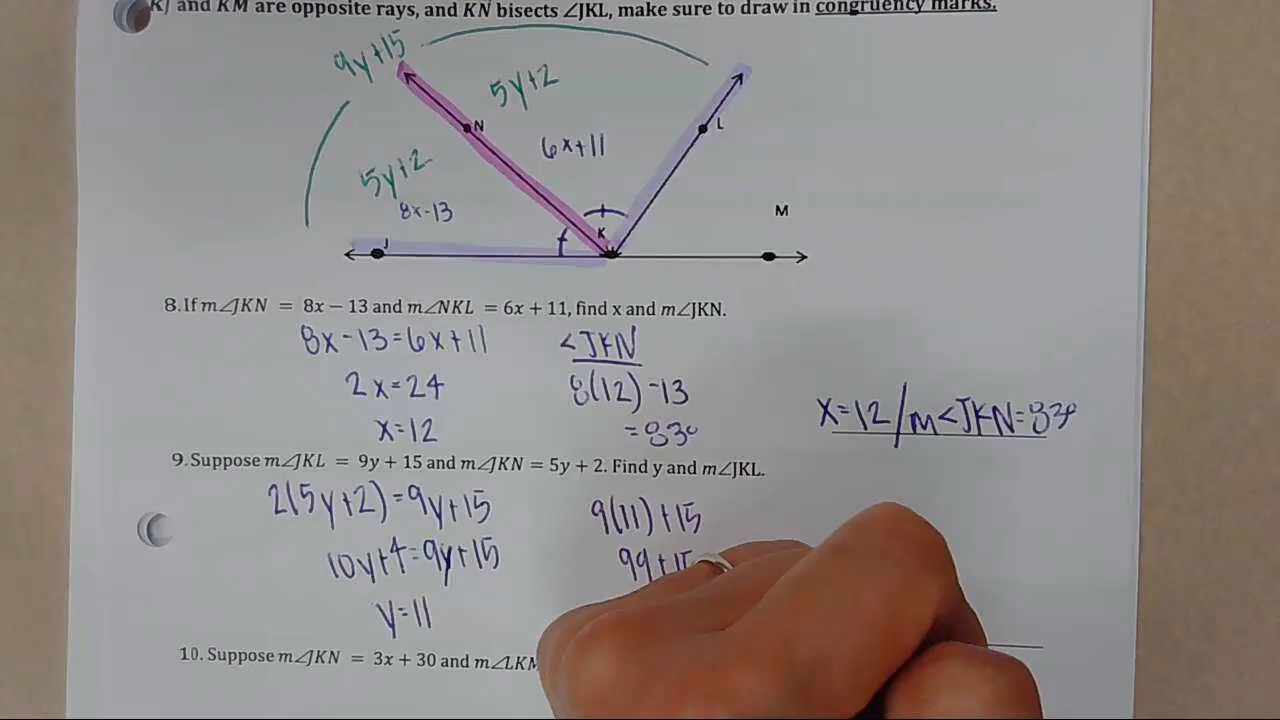 KJ and KM are opposite rays, and KN bisects ∠JKL, make sure to draw in congruency marks.
9y+15
5y+2
N
L
6x+11
5y+2
8x-13
M
J
K
8. If m∠JKN = 8x − 13 and m∠NKL = 6x + 11, find x and m∠JKN.
8x-13=6x+11
<JKN
2x=24
8(12)-13
x=12
=83°
x=12/m<JKN=83°
9. Suppose m∠JKL = 9y + 15 and m∠JKN = 5y + 2. Find y and m∠JKL.
2(5y+2)=9y+15
9(11)+15
10y+4=9y+15
99+15
y=11
10. Suppose m∠JKN = 3x + 30 and m∠LKM